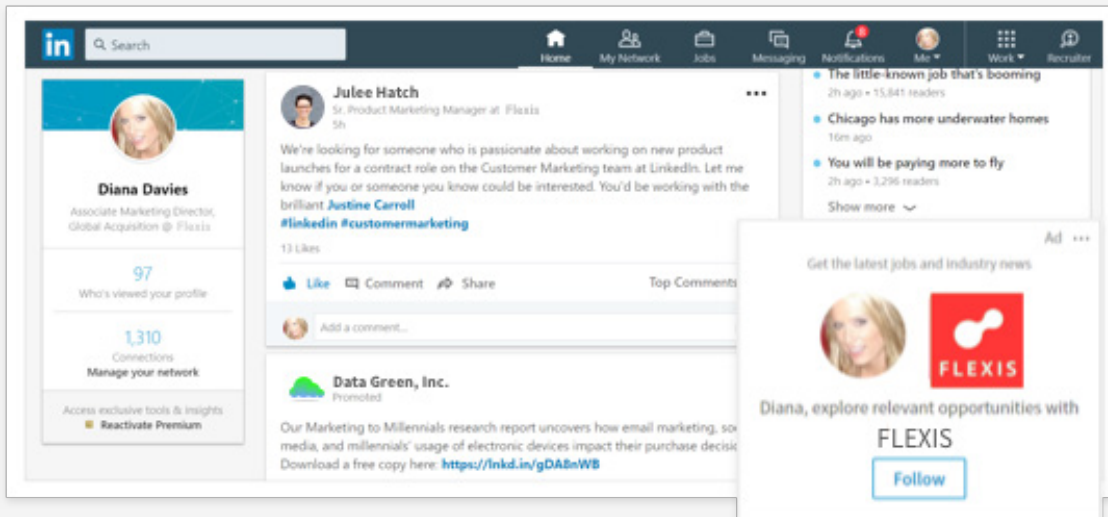 in
Search
Home
My Network
Jobs
Messaging
Notifications
Me
Work
Recruiter
Diana Davies
Associate Marketing Director,
Global Acquisition @ Flexis
97
Who's viewed your profile
1,310
Connections
Manage your network
Access exclusive tools & insights
Reactivate Premium
Julee Hatch
Sr. Product Marketing Manager at Flexis
5h
We're looking for someone who is passionate about working on new product
launches for a contract role on the Customer Marketing team at LinkedIn. Let me
know if you or someone you know could be interested. You'd be working with the
brilliant Justine Carroll
#linkedin #customermarketing
13 Likes
Like
Comment
Share
Top Comments
Add a comment...
Data Green, Inc.
Promoted
Our Marketing to Millennials research report uncovers how email marketing, so
media, and millennials' usage of electronic devices impact their purchase decisi
Download a free copy here: https://lnkd.in/gDA8nWB
The little-known job that's booming
2h ago • 15,841 readers
Chicago has more underwater homes
16m ago
You will be paying more to fly
2h ago • 3,296 readers
Show more
Ad
Get the latest jobs and industry news
FLEXIS
Diana, explore relevant opportunities with
FLEXIS
Follow